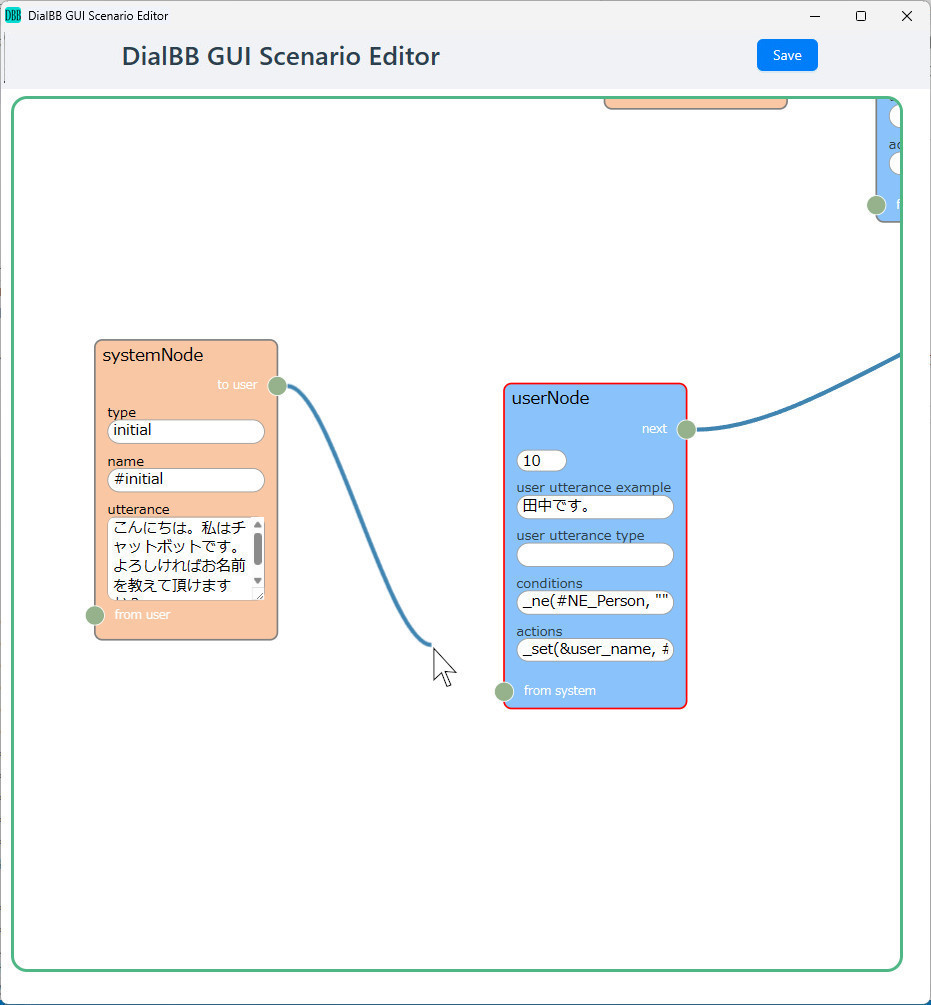 DBB DialBB GUI Scenario Editor
DialBB GUI Scenario Editor
Save
systemNode
to user
type
initial
name
#initial
utterance
こんにちは。私はチ
ャットボットです。
よろしければお名前
を教えて頂けます
from user
userNode
next
10
user utterance example
田中です。
user utterance type
conditions
_ne(#NE_Person, ""
actions
_set(&user_name, #
from system